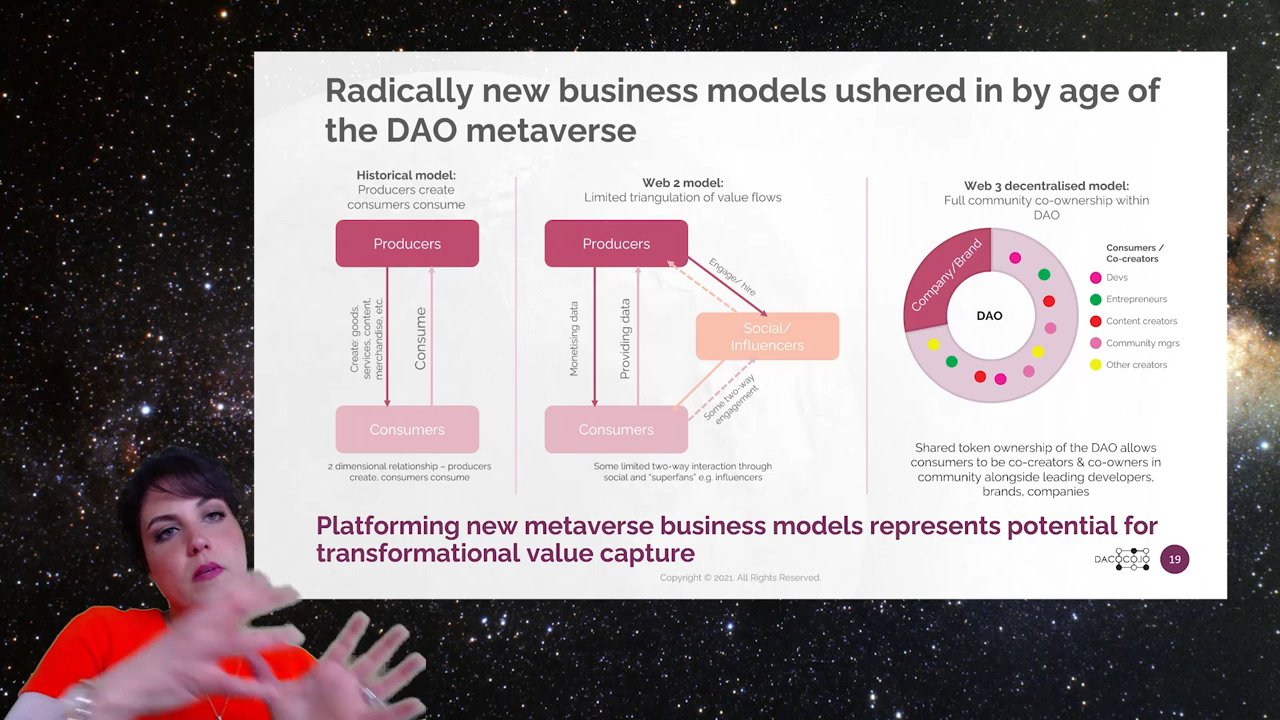 Radically new business models ushered in by age of
the DAO metaverse
Historical model:
Producers create
consumers consume
Producers
Create: goods,
services, content,
merchandise, etc.
Consume
Consumers
2 dimensional relationship – producers
create, consumers consume
Web 2 model:
Limited triangulation of value flows
Producers
Engage/ hire
Monetising data
Providing data
Social/
Influencers
Some two-way
engagement
Consumers
Some limited two-way interaction through
social and "superfans" e.g. influencers
Web 3 decentralised model:
Full community co-ownership within
DAO
Company/Brand
DAO
Consumers /
Co-creators
Devs
Entrepreneurs
Content creators
Community mgrs
Other creators
Shared token ownership of the DAO allows
consumers to be co-creators & co-owners in
community alongside leading developers,
brands, companies
Platforming new metaverse business models represents potential for
transformational value capture
DACOCO.IO
19
Copyright © 2021. All Rights Reserved.